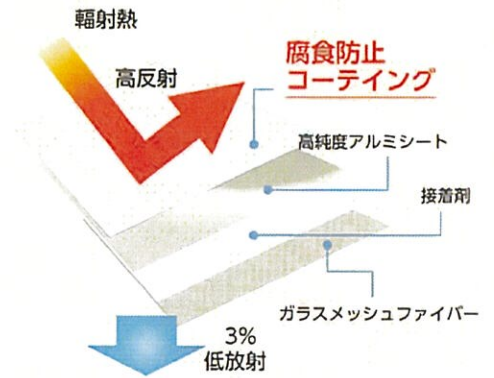 輻射熱
高反射
腐食防止
コーテイング
高純度アルミシート
接着剤
ガラスメッシュファイバー
3%
低放射